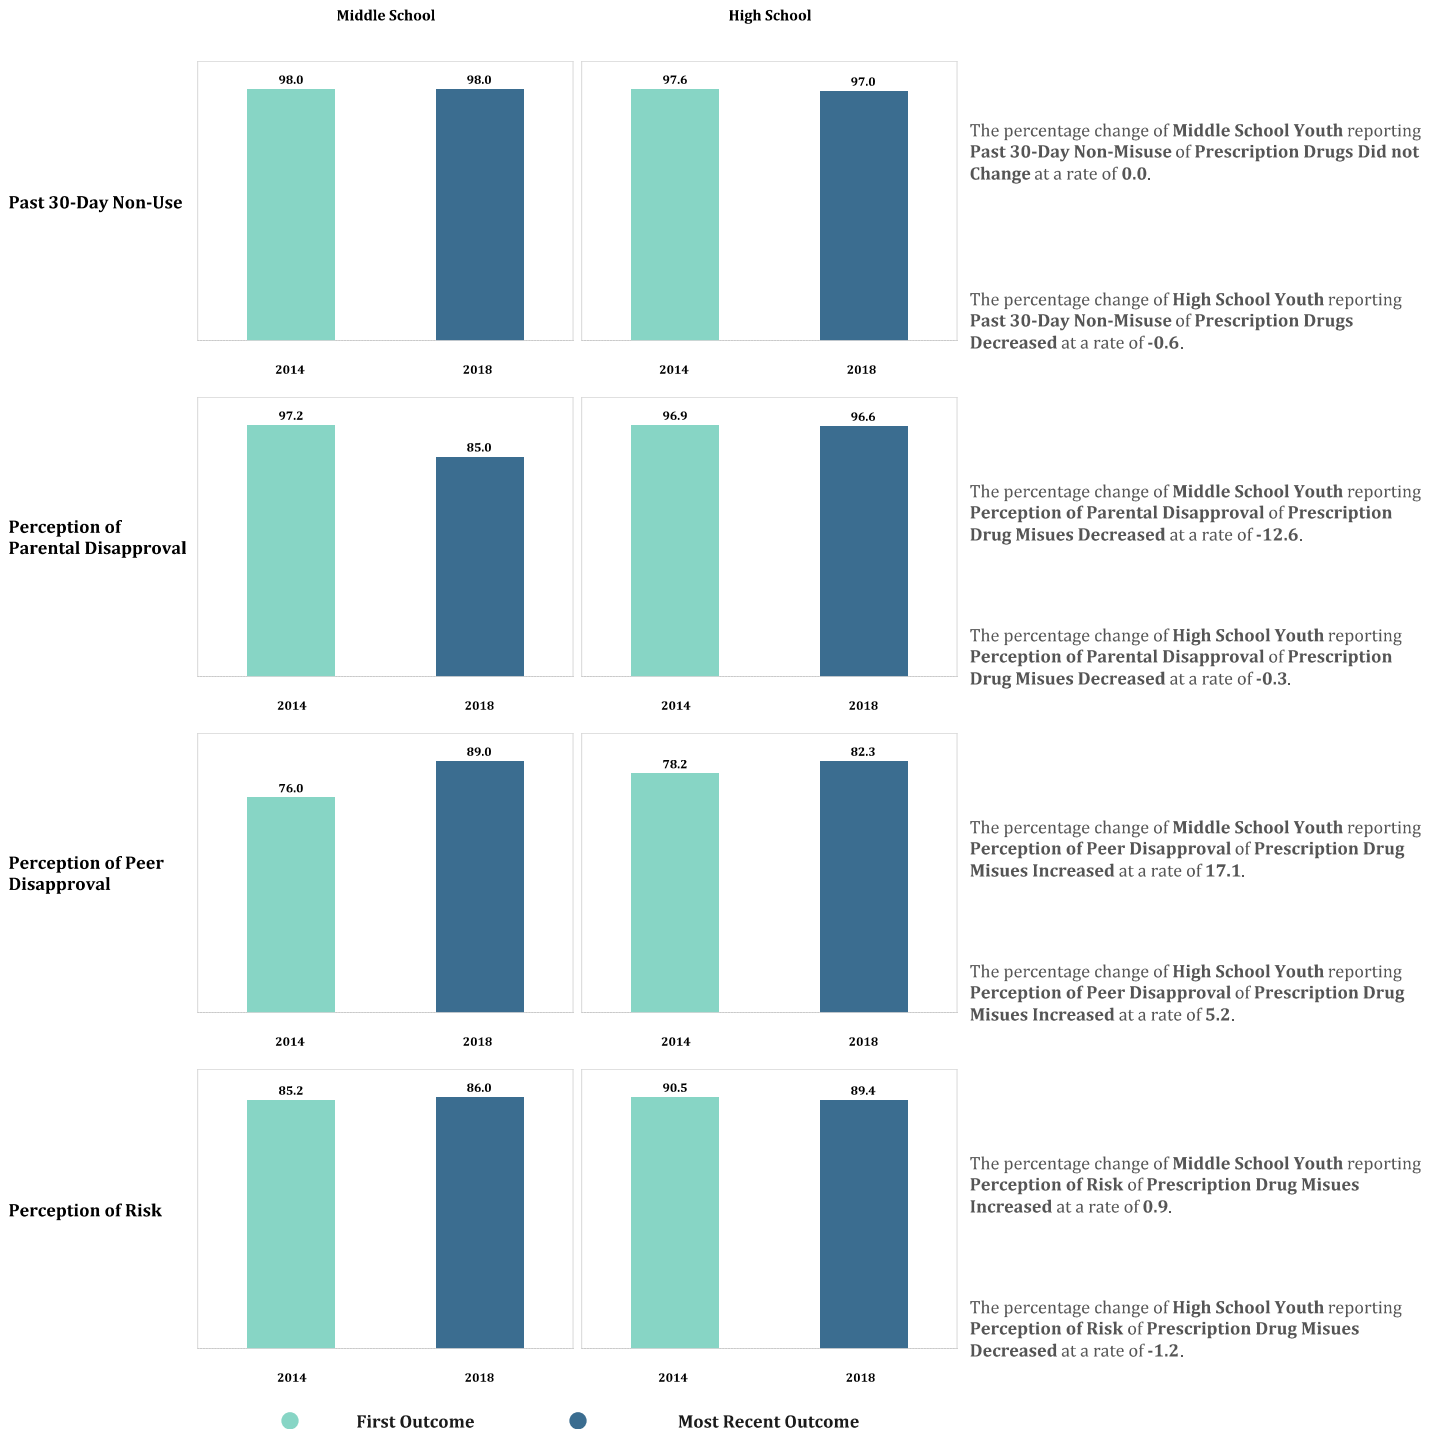 Middle School
High School
98.0
98.0
97.6
97.0
Past 30-Day Non-Use
The percentage change of Middle School Youth reporting
Past 30-Day Non-Misuse of Prescription Drugs Did not
Change at a rate of 0.0.
The percentage change of High School Youth reporting
Past 30-Day Non-Misuse of Prescription Drugs
Decreased at a rate of -0.6.
2014
2018
2014
2018
97.2
85.0
96.9
96.6
Perception of
Parental Disapproval
The percentage change of Middle School Youth reporting
Perception of Parental Disapproval of Prescription
Drug Misues Decreased at a rate of -12.6.
The percentage change of High School Youth reporting
Perception of Parental Disapproval of Prescription
Drug Misues Decreased at a rate of -0.3.
2014
2018
2014
2018
76.0
89.0
78.2
82.3
Perception of Peer
Disapproval
The percentage change of Middle School Youth reporting
Perception of Peer Disapproval of Prescription Drug
Misues Increased at a rate of 17.1.
The percentage change of High School Youth reporting
Perception of Peer Disapproval of Prescription Drug
Misues Increased at a rate of 5.2.
2014
2018
2014
2018
85.2
86.0
90.5
89.4
Perception of Risk
The percentage change of Middle School Youth reporting
Perception of Risk of Prescription Drug Misues
Increased at a rate of 0.9.
The percentage change of High School Youth reporting
Perception of Risk of Prescription Drug Misues
Decreased at a rate of -1.2.
2014
2018
2014
2018
First Outcome
Most Recent Outcome